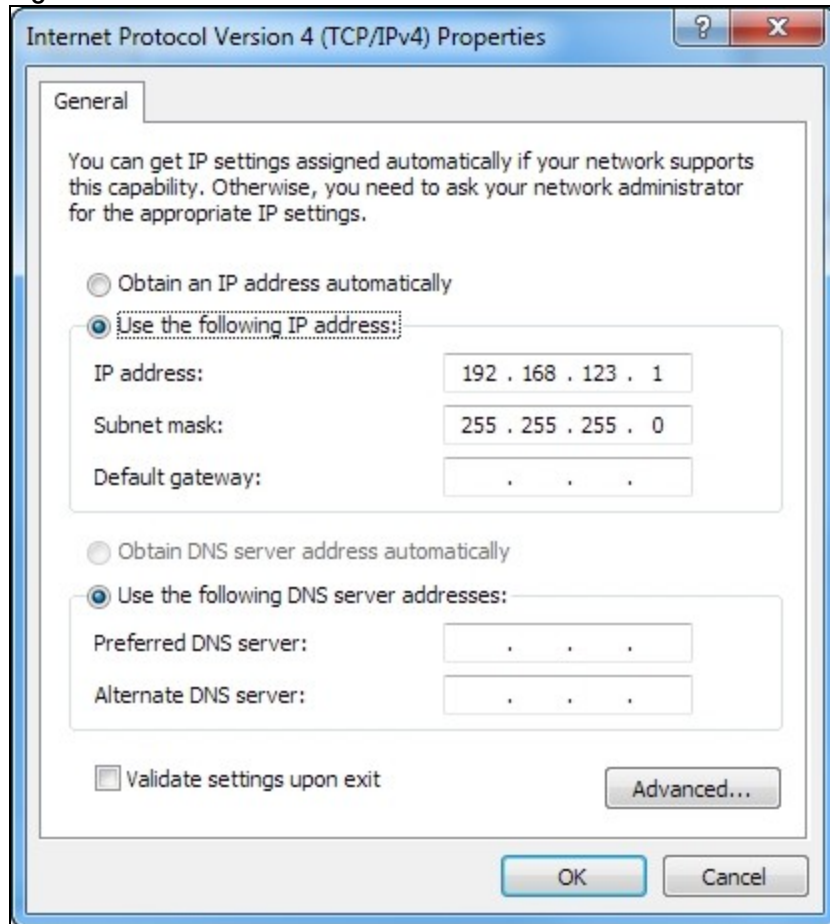 Internet Protocol Version 4 (TCP/IPv4) Properties
General
You can get IP settings assigned automatically if your network supports
this capability. Otherwise, you need to ask your network administrator
for the appropriate IP settings.
Obtain an IP address automatically
Use the following IP address:
IP address: 192 . 168 . 123 . 1
Subnet mask: 255 . 255 . 255 . 0
Default gateway: . . .
Obtain DNS server address automatically
Use the following DNS server addresses:
Preferred DNS server: . . .
Alternate DNS server: . . .
Validate settings upon exit
Advanced...
OK Cancel